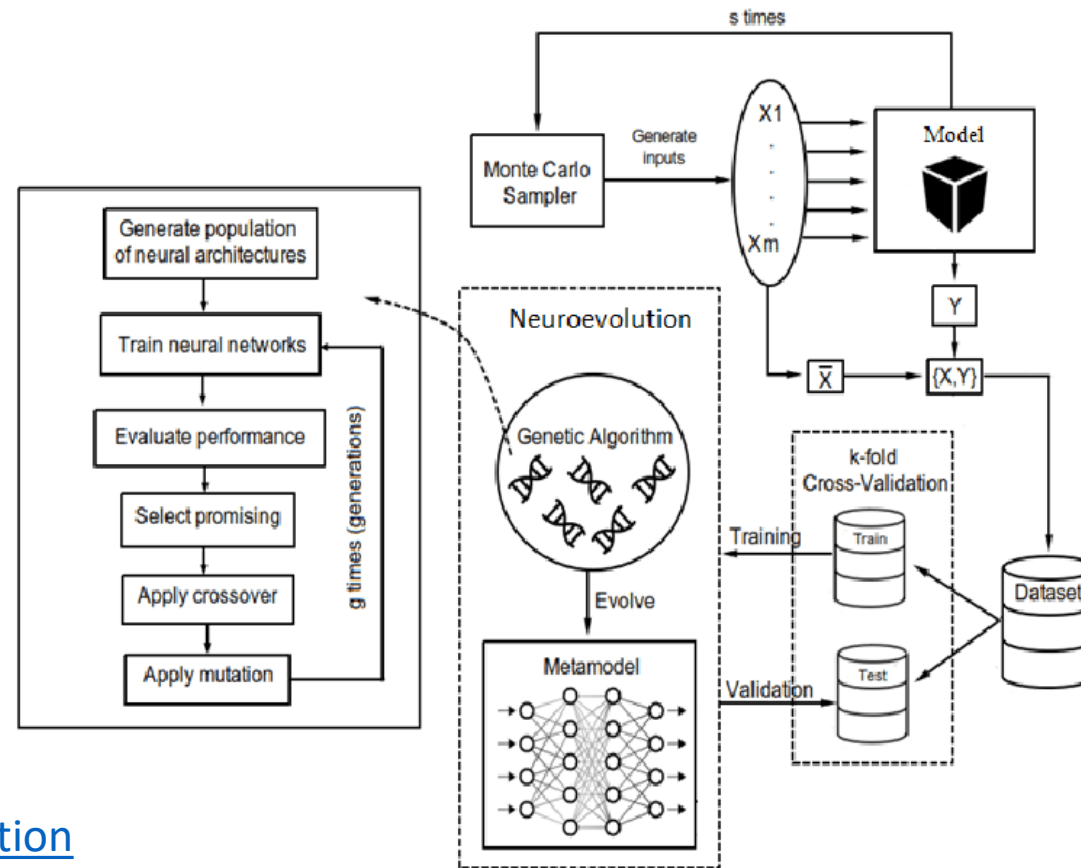 s times
Monte Carlo
Sampler
Generate
inputs
X1
Xm
Model
Y
X̄
{X,Y}
Generate population
of neural architectures
Train neural networks
Evaluate performance
Select promising
Apply crossover
Apply mutation
g times (generations)
Neuroevolution
Genetic Algorithm
Evolve
Metamodel
Training
Validation
k-fold
Cross-Validation
Train
Test
Dataset
tion